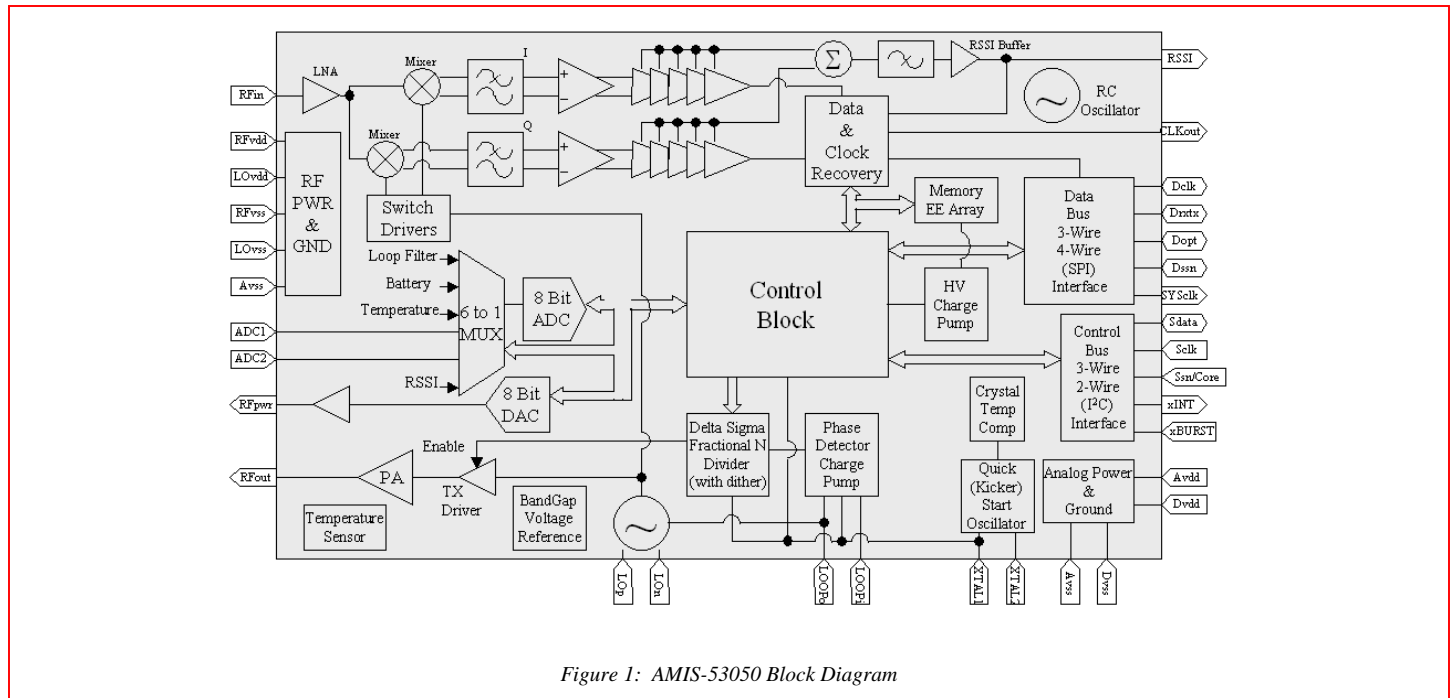 LNA
Mixer
I
RSSI Buffer
RSSI
Σ
RFin
RC
Oscillator
Data
&
Clock
Recovery
Q
Mixer
CLKout
RFvdd
LOvdd
RFvss
LOvss
Avss
RF
PWR
&
GND
Switch
Drivers
Memory
EE Array
Data
Bus
3-Wire
4-Wire
(SPI)
Interface
Dclk
Drxtx
Dopt
Dssn
SYSclk
Loop Filter
Battery
Temperature
6 to 1
MUX
RSSI
8 Bit
ADC
8 Bit
DAC
Control
Block
HV
Charge
Pump
ADC1
ADC2
RFpwr
Control
Bus
3-Wire
2-Wire
(I²C)
Interface
Sdata
Sclk
Ssn/Core
xINT
xBURST
Crystal
Temp
Comp
Enable
Delta Sigma
Fractional N
Divider
(with dither)
Phase
Detector
Charge
Pump
Quick
(Kicker)
Start
Oscillator
Analog Power
&
Ground
Avdd
Dvdd
RFout
PA
TX
Driver
Temperature
Sensor
BandGap
Voltage
Reference
LOp
LOn
LOOPo
LOOPi
XTAL1
XTAL2
Avss
Dvss
Figure 1: AMIS-53050 Block Diagram